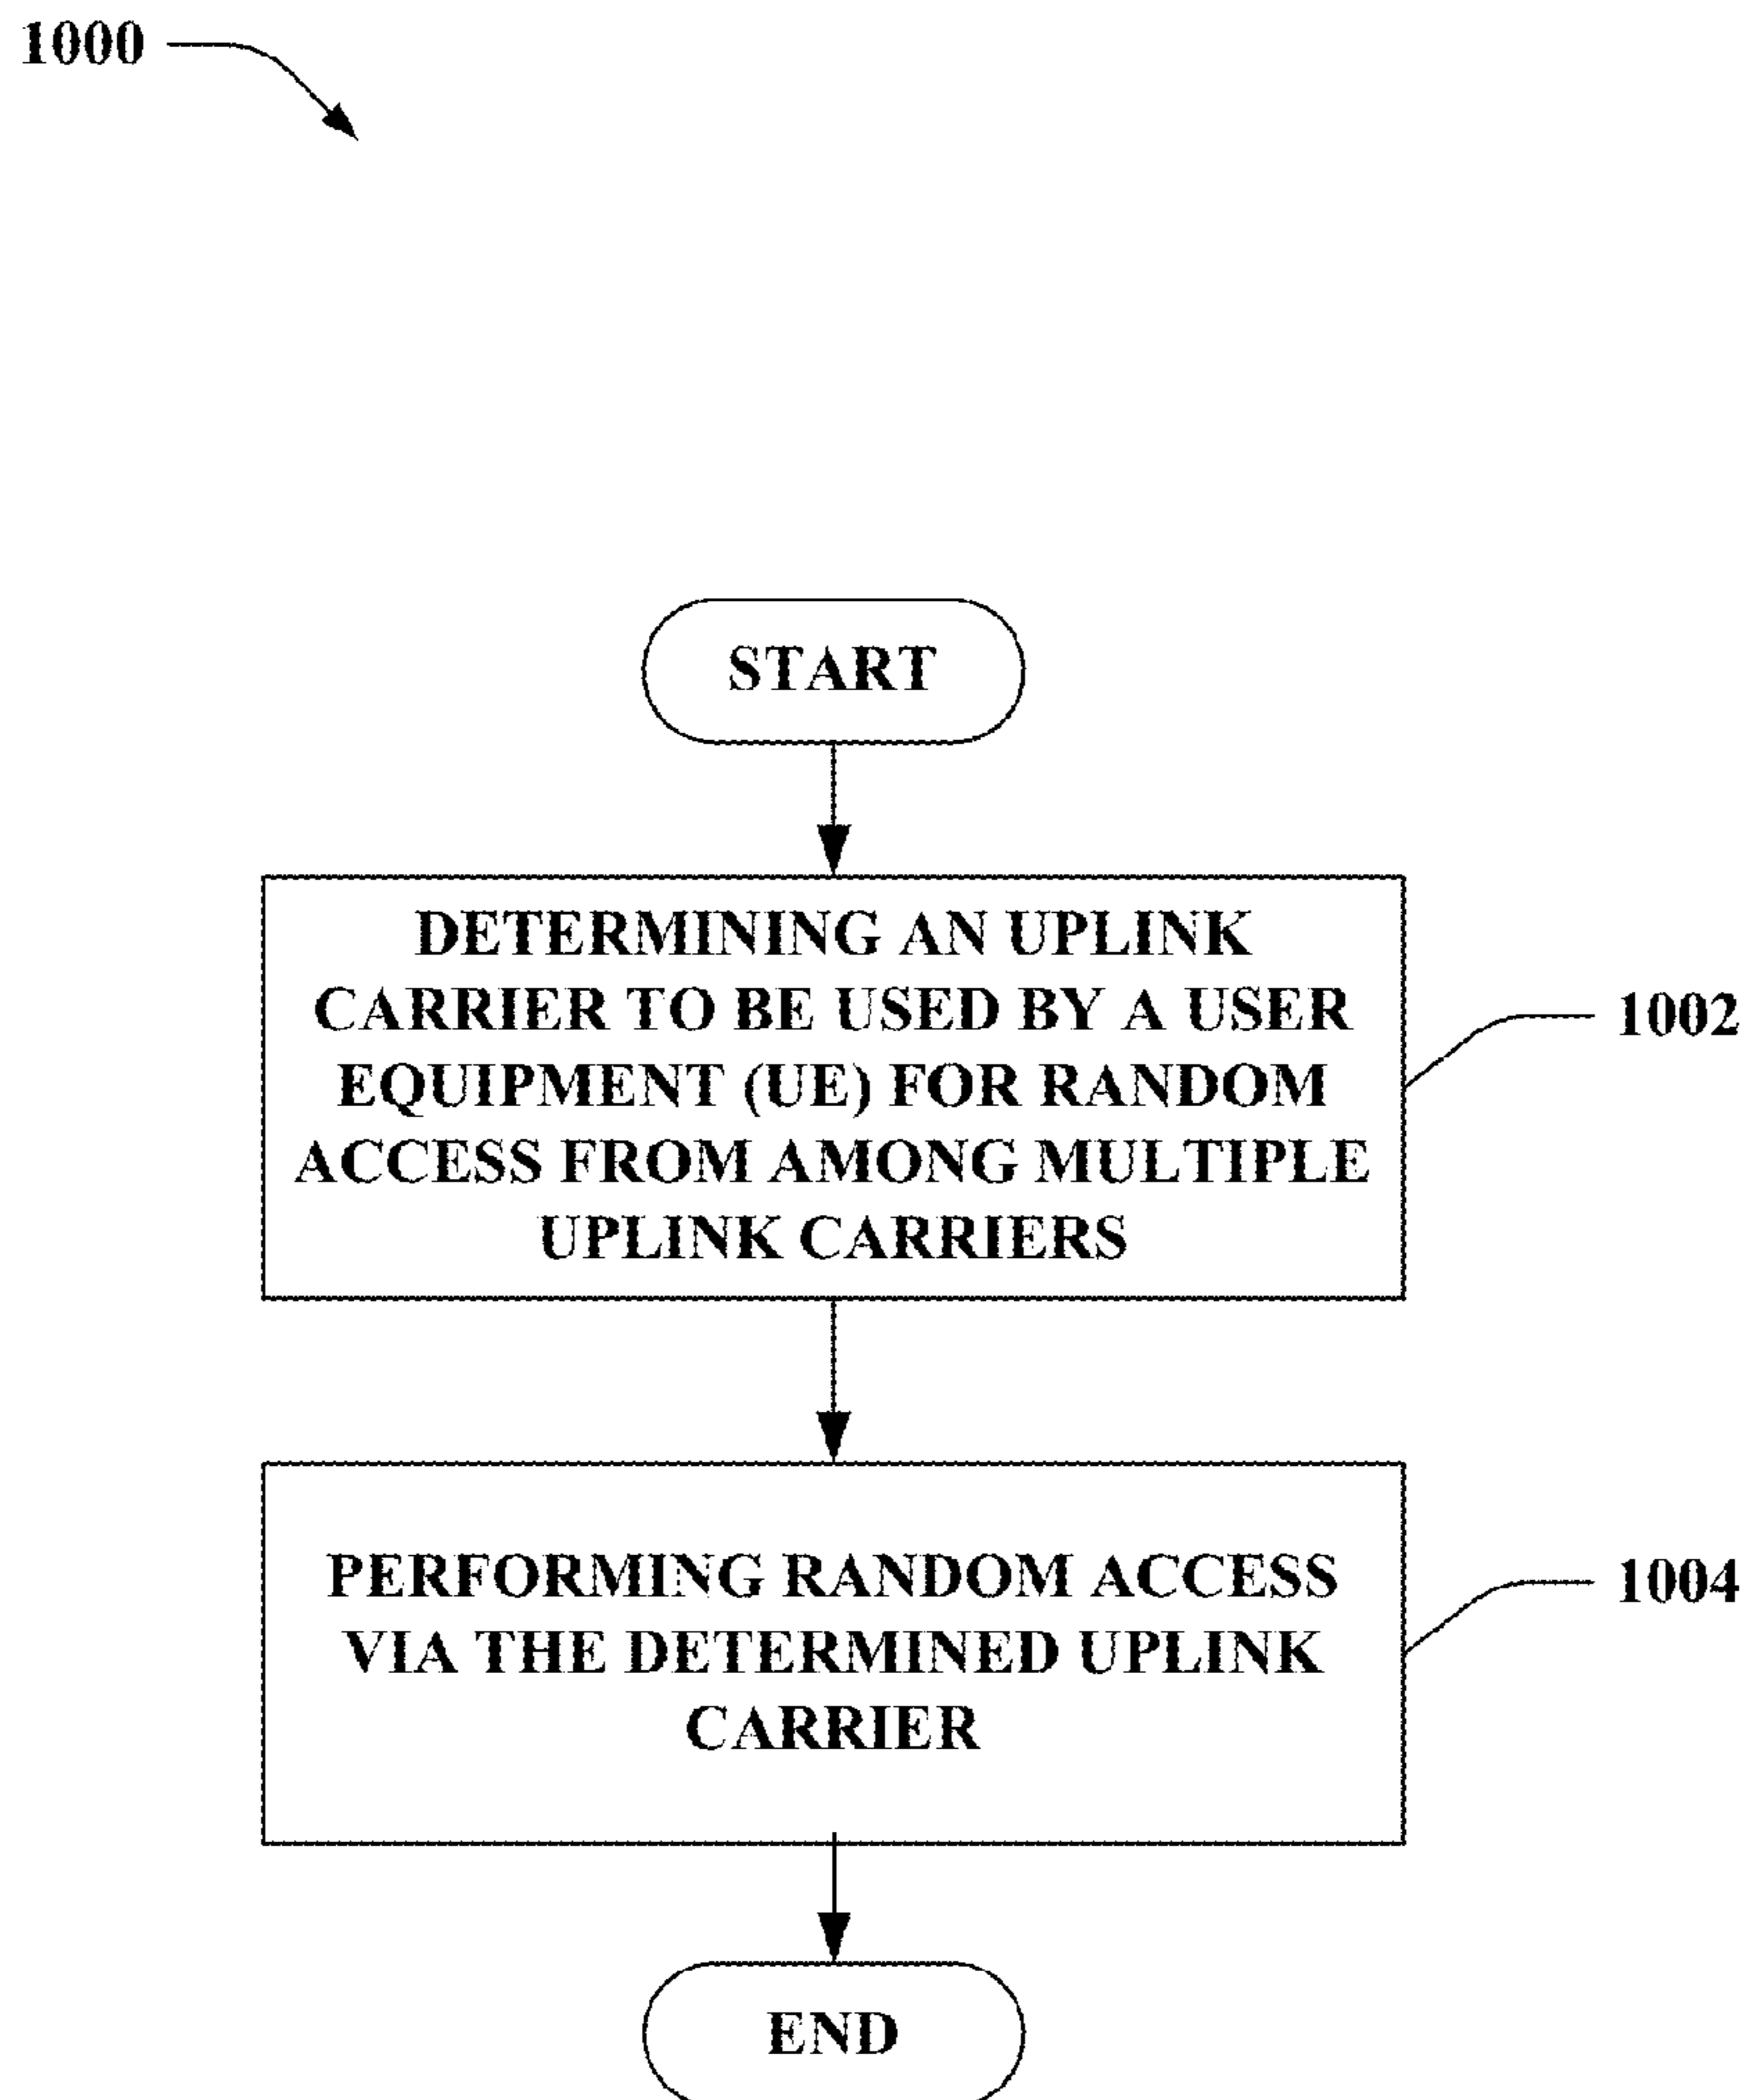 1000
START
DETERMINING AN UPLINK
CARRIER TO BE USED BY A USER
EQUIPMENT (UE) FOR RANDOM
ACCESS FROM AMONG MULTIPLE
UPLINK CARRIERS
1002
PERFORMING RANDOM ACCESS
VIA THE DETERMINED UPLINK
CARRIER
1004
END